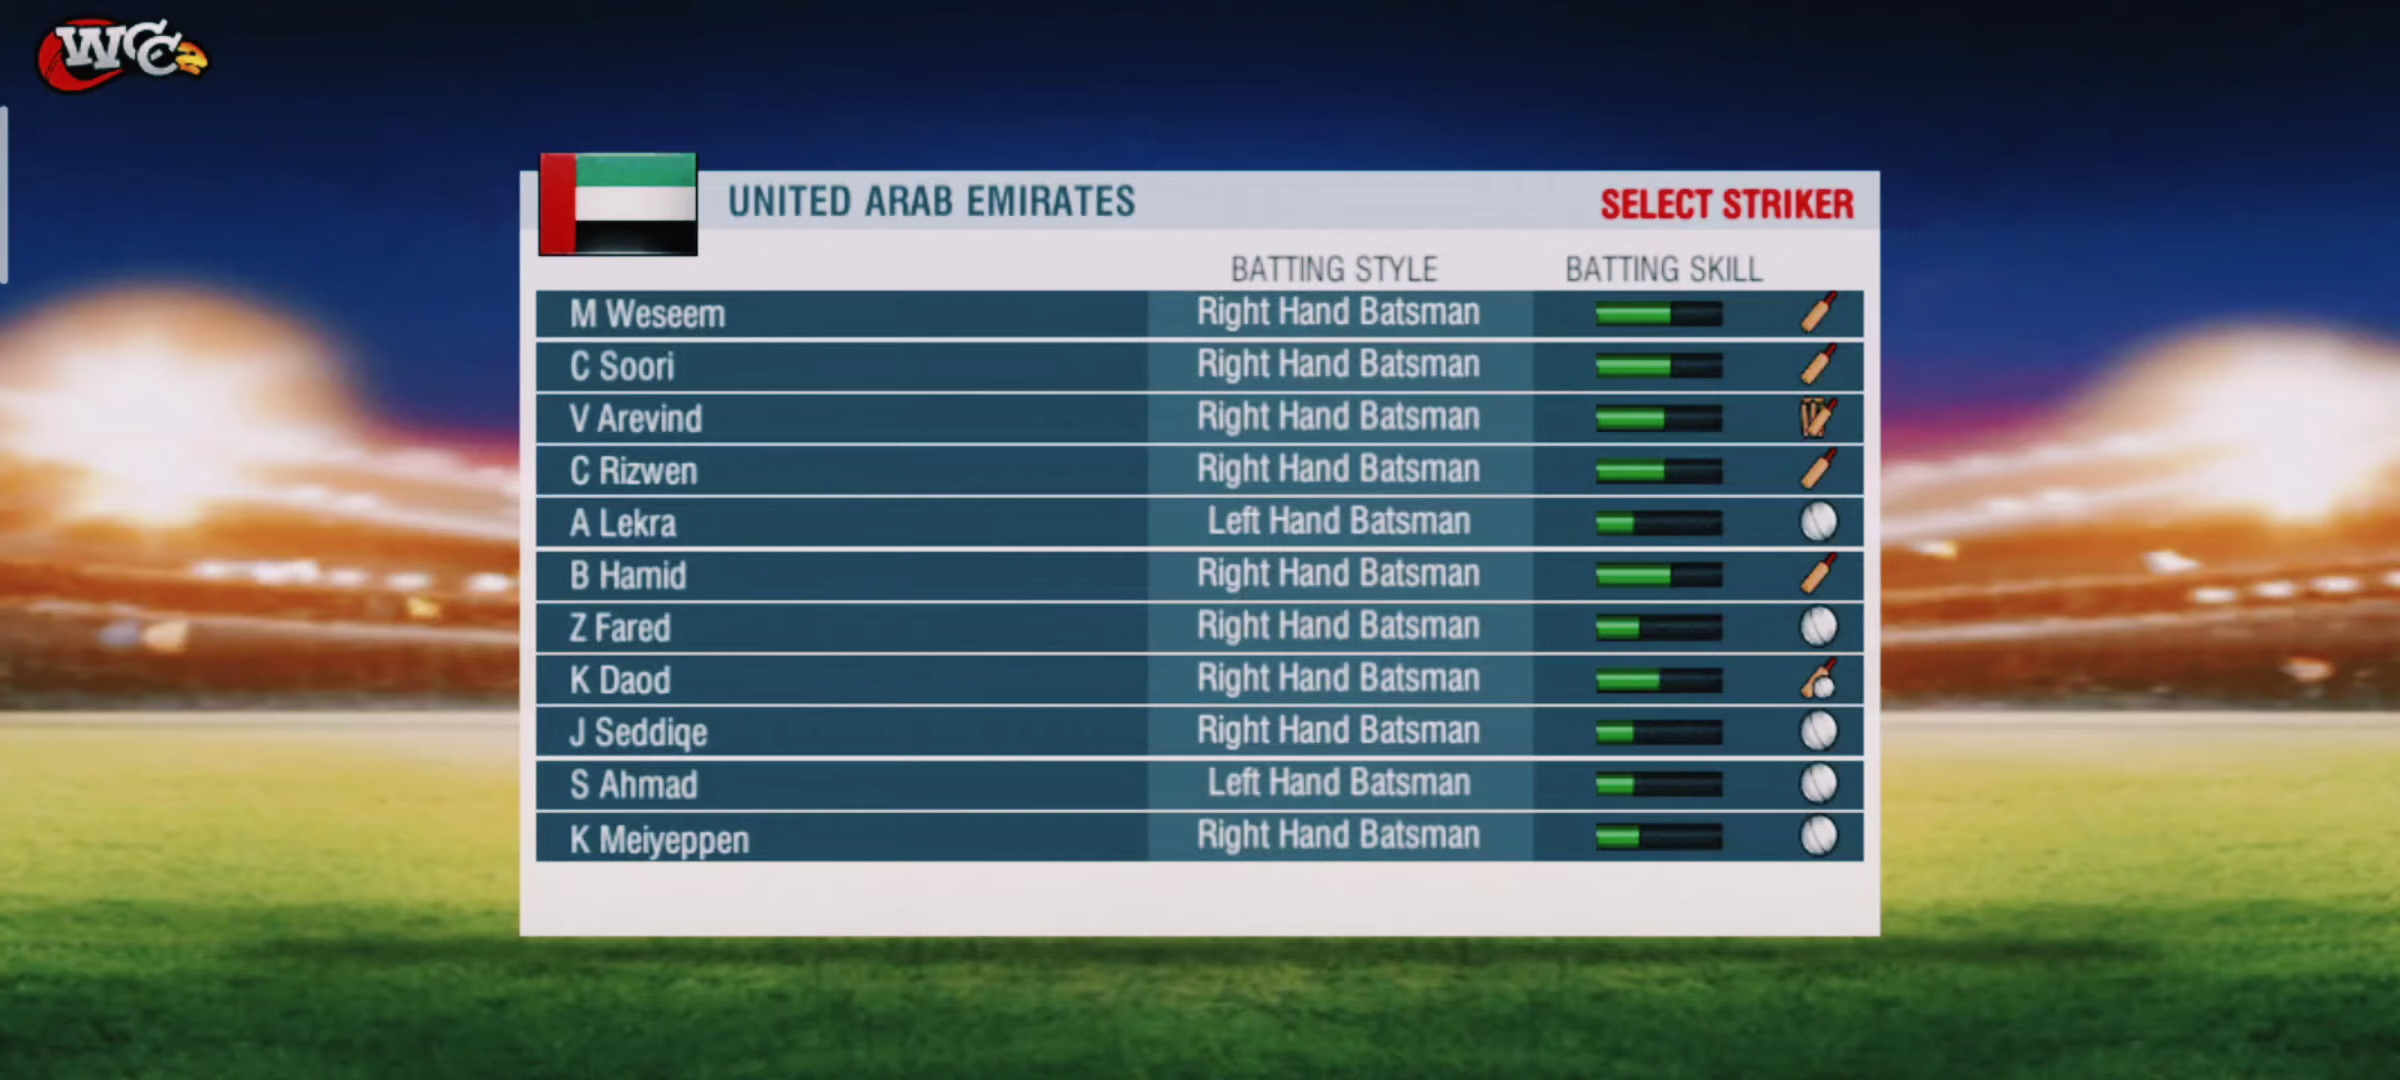 WCC2
UNITED ARAB EMIRATES SELECT STRIKER
BATTING STYLE BATTING SKILL
M Weseem Right Hand Batsman
C Soori Right Hand Batsman
V Arevind Right Hand Batsman
C Rizwen Right Hand Batsman
A Lekra Left Hand Batsman
B Hamid Right Hand Batsman
Z Fared Right Hand Batsman
K Daod Right Hand Batsman
J Seddiqe Right Hand Batsman
S Ahmad Left Hand Batsman
K Meiyeppen Right Hand Batsman